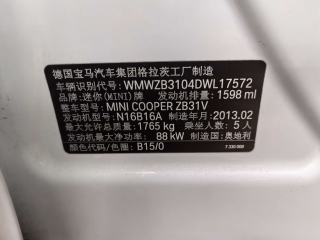 德国宝马汽车集团格拉茨工厂制造
车辆识别代号：WMWZB3104DWL17572
品牌：迷你(MINI)牌 发动机排量：1598 ml
整车型号：MINI COOPER ZB31V
发动机型号：N16B16A 制造年月：2013.02
最大允许总质量：1765 kg 乘坐人数：5 人
发动机最大净功率： 88 kW 制造国：奥地利
颜色代码/色圈：B15/0 7 330 008